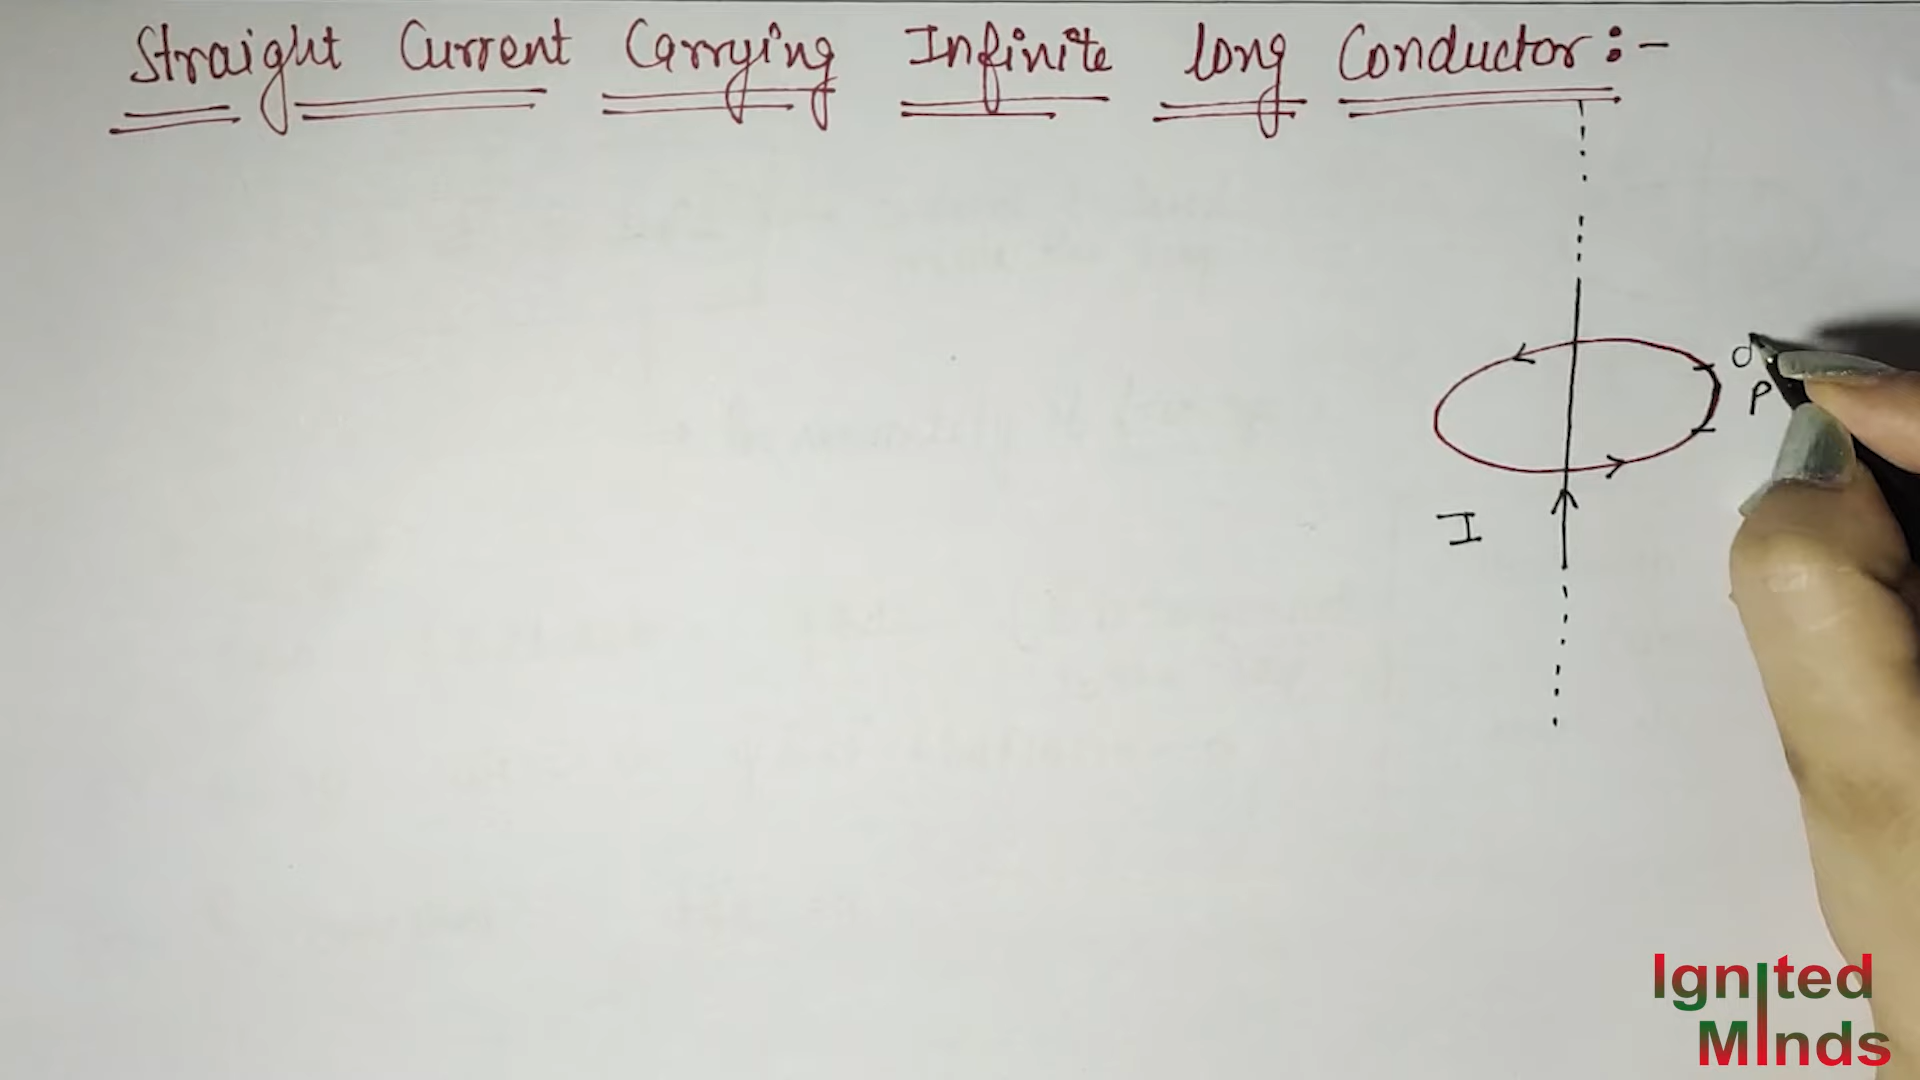 Straight Current Carrying Infinite long Conductor:-
d
P
I
Ignited
Minds